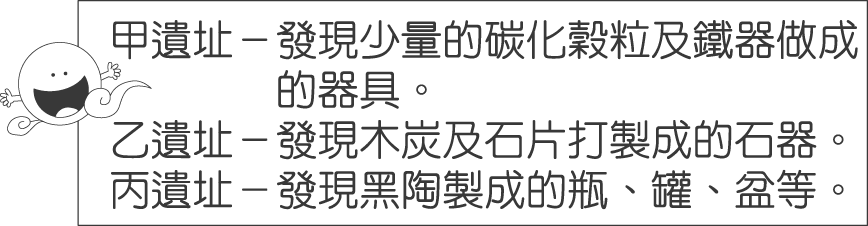 甲遺址－發現少量的碳化穀粒及鐵器做成
的器具。
乙遺址－發現木炭及石片打製成的石器。
丙遺址－發現黑陶製成的瓶、罐、盆等。